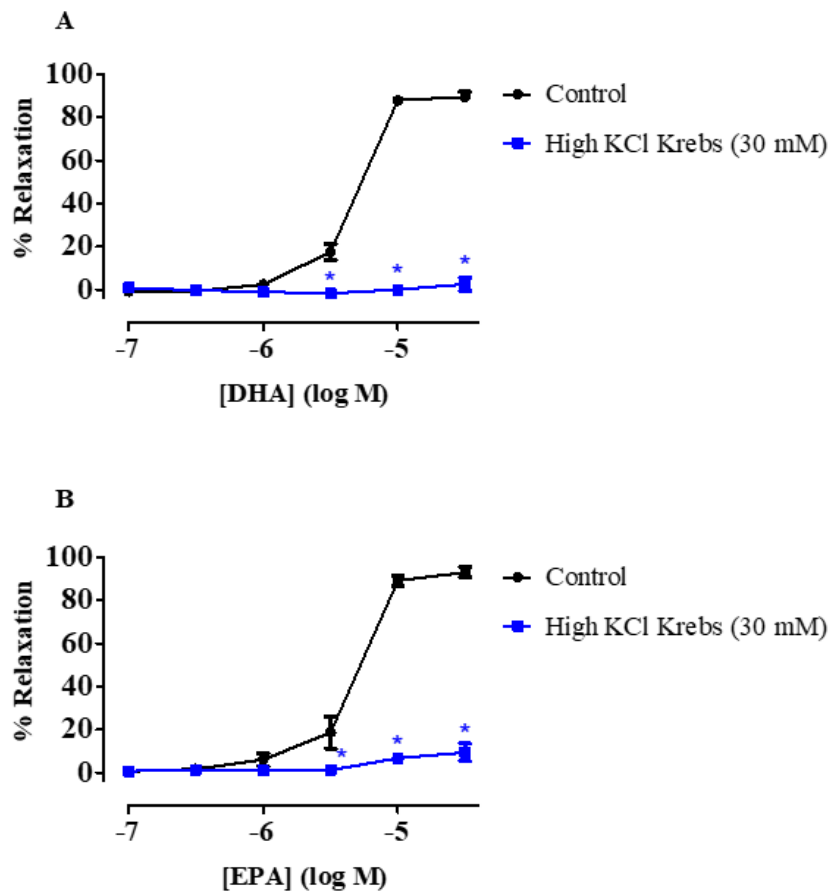 A
100
80
60
40
20
0
% Relaxation
Control
High KCl Krebs (30 mM)
*
*
*
-7
-6
-5
[DHA] (log M)
B
100
80
60
40
20
0
% Relaxation
Control
High KCl Krebs (30 mM)
*
*
*
-7
-6
-5
[EPA] (log M)